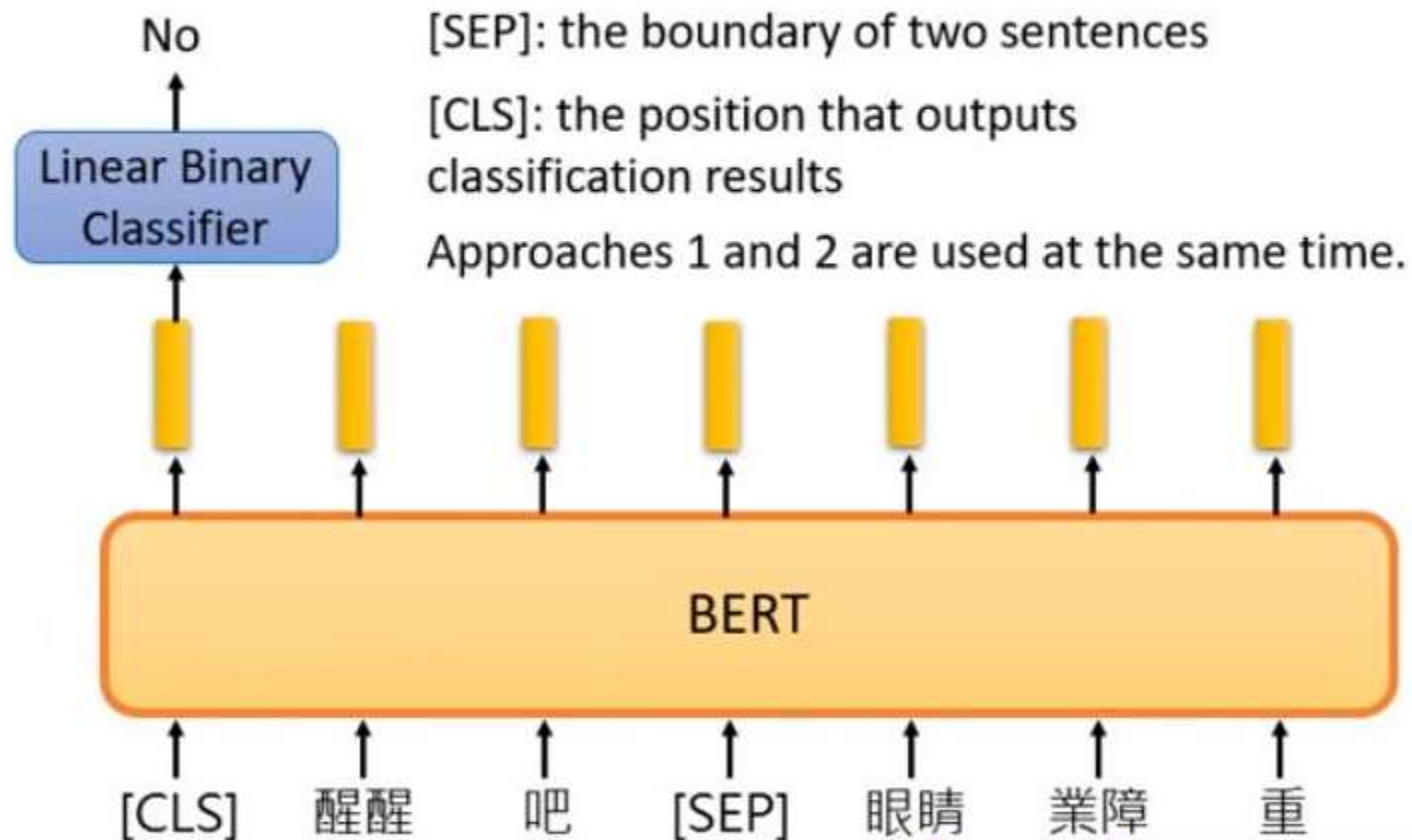 No
[SEP]: the boundary of two sentences
[CLS]: the position that outputs
classification results
Linear Binary
Classifier
Approaches 1 and 2 are used at the same time.
BERT
[CLS] 醒醒 吧 [SEP] 眼睛 業障 重